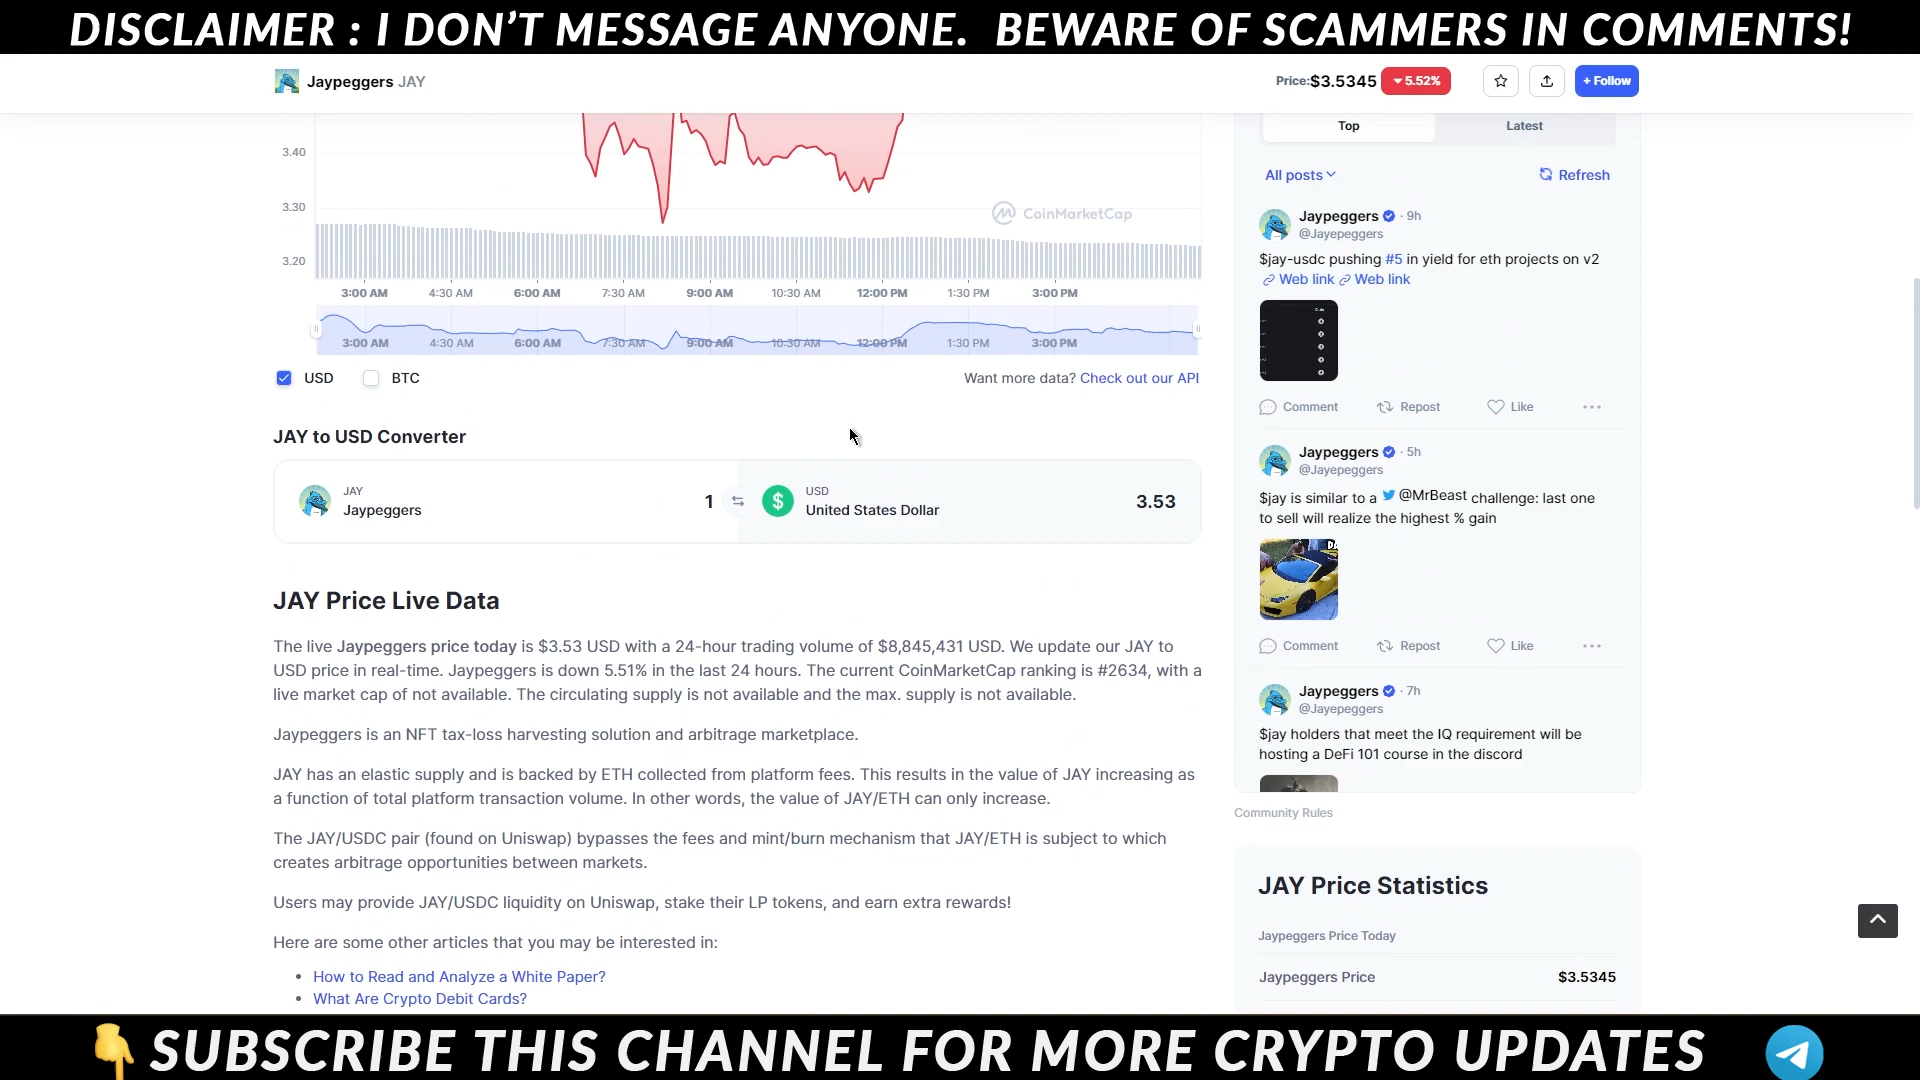 DISCLAIMER : I DON'T MESSAGE ANYONE. BEWARE OF SCAMMERS IN COMMENTS!
Jaypeggers JAY
Price:$3.5345 5.52% + Follow
3.40
3.30
3.20
CoinMarketCap
3:00 AM 4:30 AM 6:00 AM 7:30 AM 9:00 AM 10:30 AM 12:00 PM 1:30 PM 3:00 PM
3:00 AM 4:30 AM 6:00 AM 7:30 AM 9:00 AM 10:30 AM 12:00 PM 1:30 PM 3:00 PM
USD BTC
Want more data? Check out our API
JAY to USD Converter
JAY
Jaypeggers
1
USD
United States Dollar
3.53
JAY Price Live Data
The live Jaypeggers price today is $3.53 USD with a 24-hour trading volume of $8,845,431 USD. We update our JAY to
USD price in real-time. Jaypeggers is down 5.51% in the last 24 hours. The current CoinMarketCap ranking is #2634, with a
live market cap of not available. The circulating supply is not available and the max. supply is not available.
Jaypeggers is an NFT tax-loss harvesting solution and arbitrage marketplace.
JAY has an elastic supply and is backed by ETH collected from platform fees. This results in the value of JAY increasing as
a function of total platform transaction volume. In other words, the value of JAY/ETH can only increase.
The JAY/USDC pair (found on Uniswap) bypasses the fees and mint/burn mechanism that JAY/ETH is subject to which
creates arbitrage opportunities between markets.
Users may provide JAY/USDC liquidity on Uniswap, stake their LP tokens, and earn extra rewards!
Here are some other articles that you may be interested in:
• How to Read and Analyze a White Paper?
• What Are Crypto Debit Cards?
Top Latest
All posts Refresh
Jaypeggers · 9h
@Jayepeggers
$jay-usdc pushing #5 in yield for eth projects on v2
Web link Web link
Comment Repost Like
Jaypeggers · 5h
@Jayepeggers
$jay is similar to a @MrBeast challenge: last one
to sell will realize the highest % gain
Comment Repost Like
Jaypeggers · 7h
@Jayepeggers
$jay holders that meet the IQ requirement will be
hosting a DeFi 101 course in the discord
Community Rules
JAY Price Statistics
Jaypeggers Price Today
Jaypeggers Price $3.5345
SUBSCRIBE THIS CHANNEL FOR MORE CRYPTO UPDATES